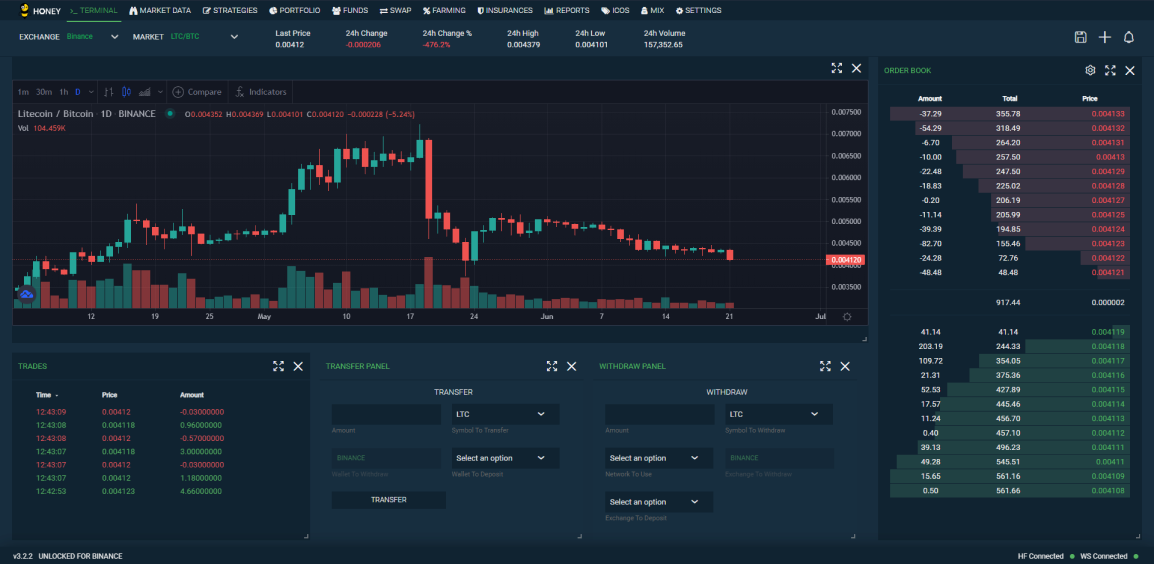 HONEY >_ TERMINAL MARKET DATA STRATEGIES PORTFOLIO FUNDS SWAP FARMING INSURANCES REPORTS ICOS MIX SETTINGS
EXCHANGE Binance MARKET LTC/BTC
Last Price 24h Change 24h Change % 24h High 24h Low 24h Volume
0.00412 -0.000206 -476.2% 0.004379 0.004101 157,352.65
1m 30m 1h D Compare Indicators
Litecoin / Bitcoin · 1D · BINANCE O0.004352 H0.004369 L0.004101 C0.004120 -0.000228 (-5.24%)
Vol 104.459K
0.007500
0.007000
0.006500
0.006000
0.005500
0.005000
0.004500
0.004120
0.004000
0.003500
12 19 25 May 10 17 24 Jun 7 14 21 Jul
ORDER BOOK
Amount Total Price
-37.29 355.78 0.004133
-54.29 318.49 0.004132
-6.70 264.20 0.004131
-10.00 257.50 0.00413
-22.48 247.50 0.004129
-18.83 225.02 0.004128
-0.20 206.19 0.004127
-11.14 205.99 0.004125
-39.39 194.85 0.004124
-82.70 155.46 0.004123
-24.28 72.76 0.004122
-48.48 48.48 0.004121
917.44 0.000002
41.14 41.14 0.004119
203.19 244.33 0.004118
109.72 354.05 0.004117
21.31 375.36 0.004116
52.53 427.89 0.004115
17.57 445.46 0.004114
11.24 456.70 0.004113
0.40 457.10 0.004112
39.13 496.23 0.004111
49.28 545.51 0.00411
15.65 561.16 0.004109
0.50 561.66 0.004108
TRADES
Time Price Amount
12:43:09 0.00412 -0.03000000
12:43:08 0.004118 0.96000000
12:43:08 0.00412 -0.57000000
12:43:07 0.004118 3.00000000
12:43:07 0.00412 -0.03000000
12:43:07 0.00412 1.18000000
12:42:53 0.004123 4.66000000
TRANSFER PANEL
TRANSFER
LTC
Amount Symbol To Transfer
BINANCE Select an option
Wallet To Withdraw Wallet To Deposit
TRANSFER
WITHDRAW PANEL
WITHDRAW
LTC
Amount Symbol To Withdraw
Select an option BINANCE
Network To Use Exchange To Withdraw
Select an option
Exchange To Deposit
v3.2.2 UNLOCKED FOR BINANCE
HF Connected WS Connected